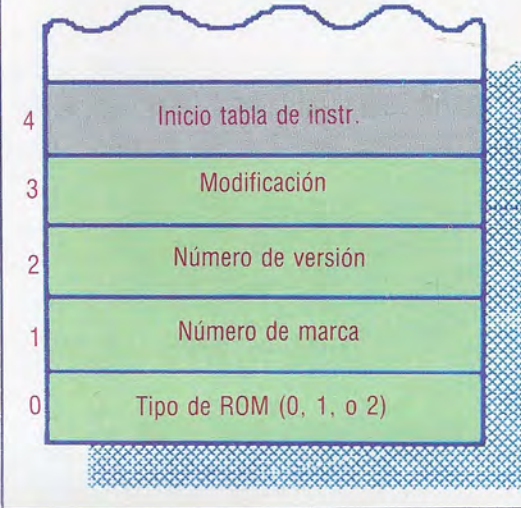 4 Inicio tabla de instr.
3 Modificación
2 Número de versión
1 Número de marca
0 Tipo de ROM (0, 1, o 2)